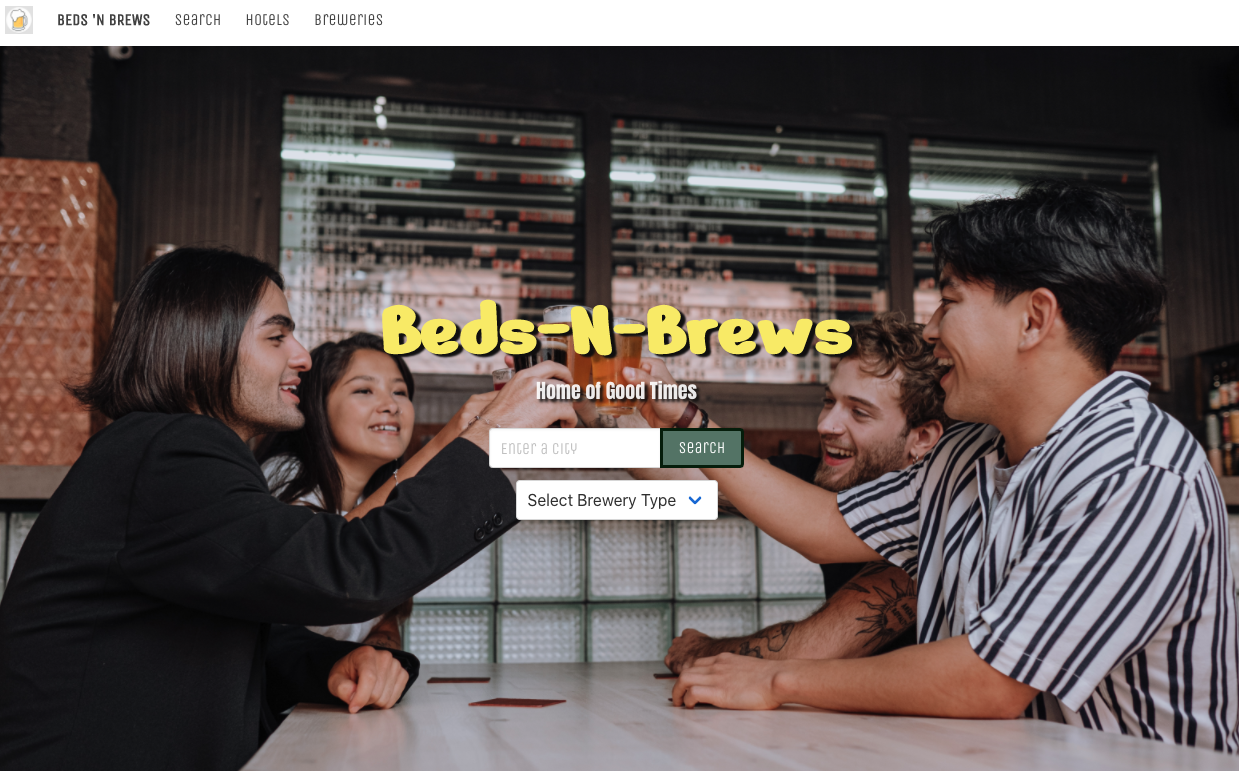 BEDS 'N BREWS Search Hotels Breweries
Beds-N-Brews
Home of Good Times
Enter a city Search
Select Brewery Type